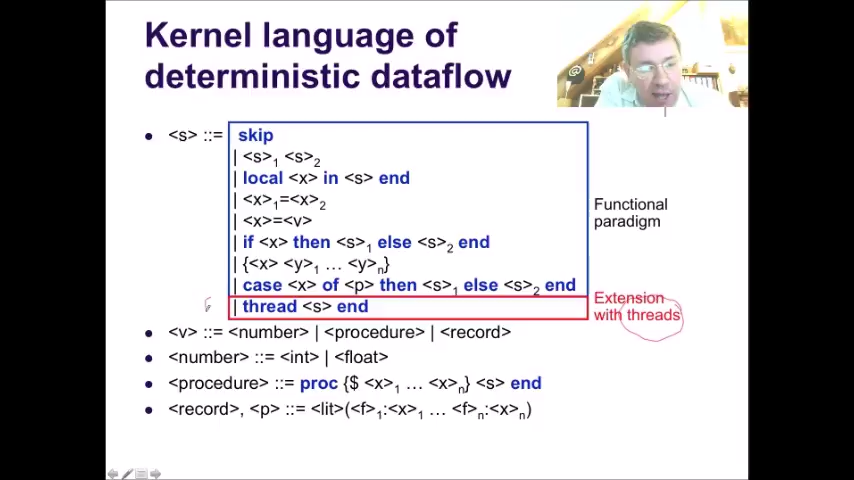 Kernel language of
deterministic dataflow
• <s> ::= skip
| <s>1 <s>2
| local <x> in <s> end
| <x>1=<x>2
| <x>=<v>
| if <x> then <s>1 else <s>2 end
| {<x> <y>1 … <y>n}
| case <x> of <p> then <s>1 else <s>2 end
| thread <s> end
Functional
paradigm
Extension
with threads
• <v> ::= <number> | <procedure> | <record>
• <number> ::= <int> | <float>
• <procedure> ::= proc {$ <x>1 … <x>n} <s> end
• <record>, <p> ::= <lit>(<f>1:<x>1 … <f>n:<x>n)